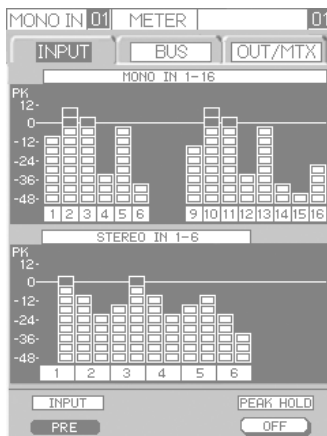 MONO IN 01 METER 01
INPUT BUS OUT/MTX
MONO IN 1-16
PK
12-
0-
-12-
-24-
-36-
-48-
1 2 3 4 5 6 9 10 11 12 13 14 15 16
STEREO IN 1-6
PK
12-
0-
-12-
-24-
-36-
-48-
1 2 3 4 5 6
INPUT PEAK HOLD
PRE OFF